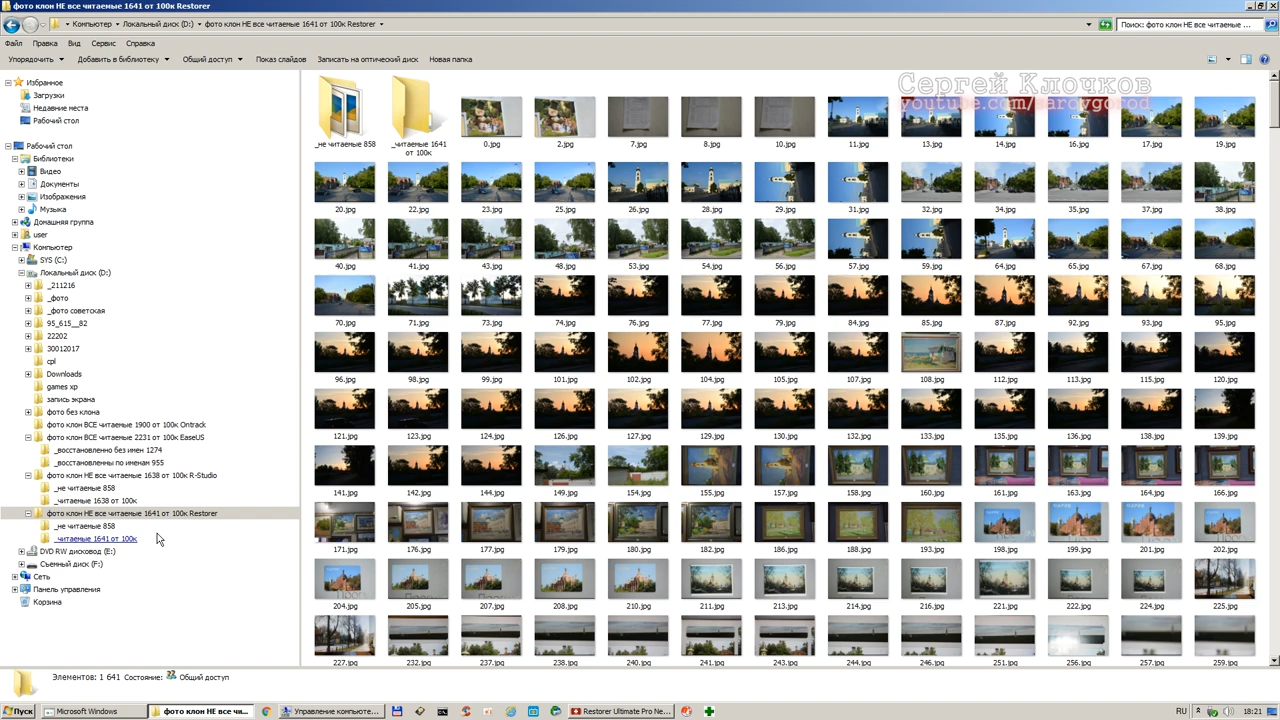 фото клон НЕ все читаемые 1641 от 100к Restorer
Компьютер ▸ Локальный диск (D:) ▸ фото клон НЕ все читаемые 1641 от 100к Restorer ▸
Поиск: фото клон НЕ все читаемые 1641 ...
Файл Правка Вид Сервис Справка
Упорядочить Добавить в библиотеку Общий доступ Показ слайдов Записать на оптический диск Новая папка
Избранное
Загрузки
Недавние места
Рабочий стол
Рабочий стол
Библиотеки
Видео
Документы
Изображения
Музыка
Домашняя группа
user
Компьютер
SYS (C:)
Локальный диск (D:)
_211216
_фото
_фото советская
95_615__82
22202
30012017
cpl
Downloads
games xp
запись экрана
фото без клона
фото клон ВСЕ читаемые 1900 от 100к Ontrack
фото клон ВСЕ читаемые 2231 от 100к EaseUS
_восстановлено без имен 1274
_восстановленны по именам 955
фото клон НЕ все читаемые 1638 от 100к R-Studio
_не читаемые 858
_читаемые 1638 от 100к
фото клон НЕ все читаемые 1641 от 100к Restorer
_не читаемые 858
_читаемые 1641 от 100к
DVD RW дисковод (E:)
Съемный диск (F:)
Сеть
Панель управления
Корзина
Сергей Клочков
youtube.com/naroygorod
_не читаемые 858 _читаемые 1641 от 100к 0.jpg 2.jpg 7.jpg 8.jpg 10.jpg 11.jpg 13.jpg 14.jpg 16.jpg 17.jpg 19.jpg
20.jpg 22.jpg 23.jpg 25.jpg 26.jpg 28.jpg 29.jpg 31.jpg 32.jpg 34.jpg 35.jpg 37.jpg 38.jpg
40.jpg 41.jpg 43.jpg 48.jpg 53.jpg 54.jpg 56.jpg 57.jpg 59.jpg 64.jpg 65.jpg 67.jpg 68.jpg
70.jpg 71.jpg 73.jpg 74.jpg 76.jpg 77.jpg 79.jpg 84.jpg 85.jpg 87.jpg 92.jpg 93.jpg 95.jpg
96.jpg 98.jpg 99.jpg 101.jpg 102.jpg 104.jpg 105.jpg 107.jpg 108.jpg 112.jpg 113.jpg 115.jpg 120.jpg
121.jpg 123.jpg 124.jpg 126.jpg 127.jpg 129.jpg 130.jpg 132.jpg 133.jpg 135.jpg 136.jpg 138.jpg 139.jpg
141.jpg 142.jpg 144.jpg 149.jpg 154.jpg 155.jpg 157.jpg 158.jpg 160.jpg 161.jpg 163.jpg 164.jpg 166.jpg
171.jpg 176.jpg 177.jpg 179.jpg 180.jpg 182.jpg 186.jpg 188.jpg 193.jpg 198.jpg 199.jpg 201.jpg 202.jpg
204.jpg 205.jpg 207.jpg 208.jpg 210.jpg 211.jpg 213.jpg 214.jpg 216.jpg 221.jpg 222.jpg 224.jpg 225.jpg
227.jpg 232.jpg 237.jpg 238.jpg 240.jpg 241.jpg 243.jpg 244.jpg 246.jpg 251.jpg 256.jpg 257.jpg 259.jpg
Элементов: 1 641 Состояние: Общий доступ
Пуск Microsoft Windows фото клон НЕ все чи... Управление компьюте... Restorer Ultimate Pro Ne... RU 18:21